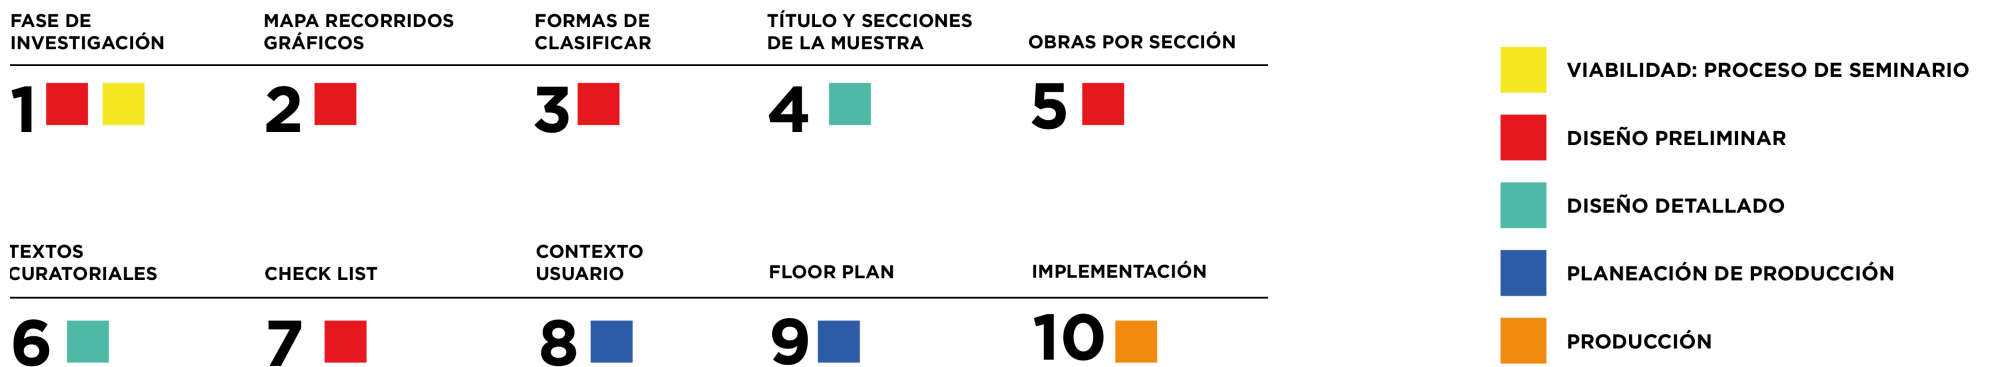 FASE DE
INVESTIGACIÓN
MAPA RECORRIDOS
GRÁFICOS
FORMAS DE
CLASIFICAR
TÍTULO Y SECCIONES
DE LA MUESTRA
OBRAS POR SECCIÓN
1
2
3
4
5
TEXTOS
CURATORIALES
CHECK LIST
CONTEXTO
USUARIO
FLOOR PLAN
IMPLEMENTACIÓN
6
7
8
9
10
VIABILIDAD: PROCESO DE SEMINARIO
DISEÑO PRELIMINAR
DISEÑO DETALLADO
PLANEACIÓN DE PRODUCCIÓN
PRODUCCIÓN